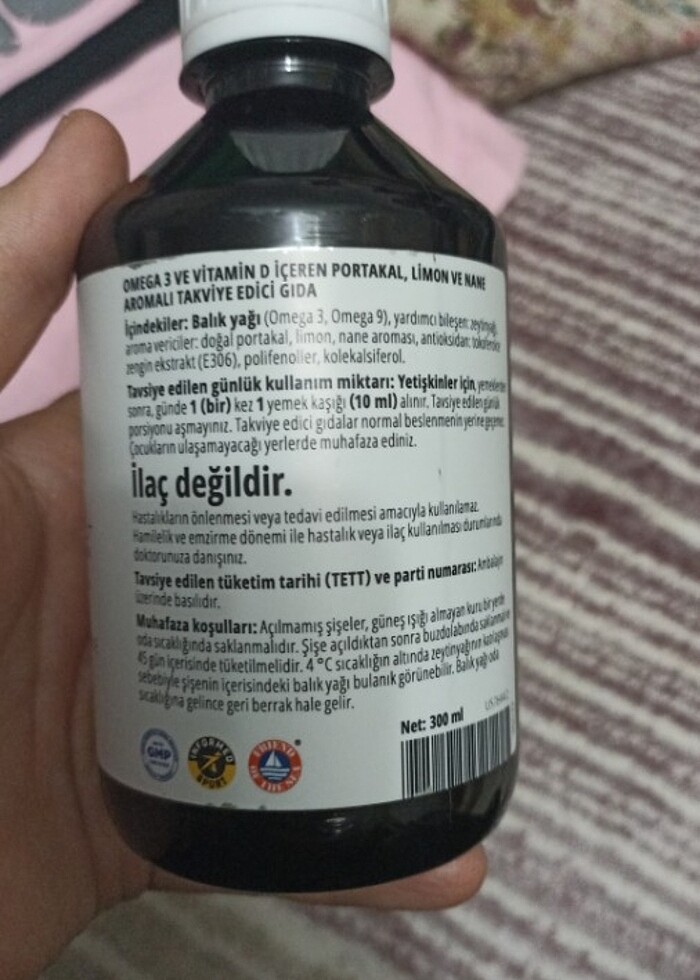 OMEGA 3 VE VİTAMİN D İÇEREN PORTAKAL, LİMON VE NANE
AROMALI TAKVİYE EDİCİ GIDA
İçindekiler: Balık yağı (Omega 3, Omega 9), yardımcı bileşen: zeytinyağı,
aroma vericiler: doğal portakal, limon, nane aroması, antioksidan: tokoferolce
zengin ekstrakt (E306), polifenoller, kolekalsiferol.
Tavsiye edilen günlük kullanım miktarı: Yetişkinler için, yemeklerden
sonra, günde 1 (bir) kez 1 yemek kaşığı (10 ml) alınır. Tavsiye edilen günlük
porsiyonu aşmayınız. Takviye edici gıdalar normal beslenmenin yerine geçemez.
Çocukların ulaşamayacağı yerlerde muhafaza ediniz.
İlaç değildir.
Hastalıkların önlenmesi veya tedavi edilmesi amacıyla kullanılamaz.
Hamilelik ve emzirme dönemi ile hastalık veya ilaç kullanılması durumlarında
doktorunuza danışınız.
Tavsiye edilen tüketim tarihi (TETT) ve parti numarası: Ambalajın
üzerinde basılıdır.
Muhafaza koşulları: Açılmamış şişeler, güneş ışığı almayan kuru bir yerde
oda sıcaklığında saklanmalıdır. Şişe açıldıktan sonra buzdolabında saklanmalı ve
45 gün içerisinde tüketilmelidir. 4 °C sıcaklığın altında zeytinyağının katılaşması
sebebiyle şişenin içerisindeki balık yağı bulanık görünebilir. Balık yağı oda
sıcaklığına gelince geri berrak hale gelir.
Net: 300 ml
GMP
INFORMED SPORT
FRIEND OF THE SEA